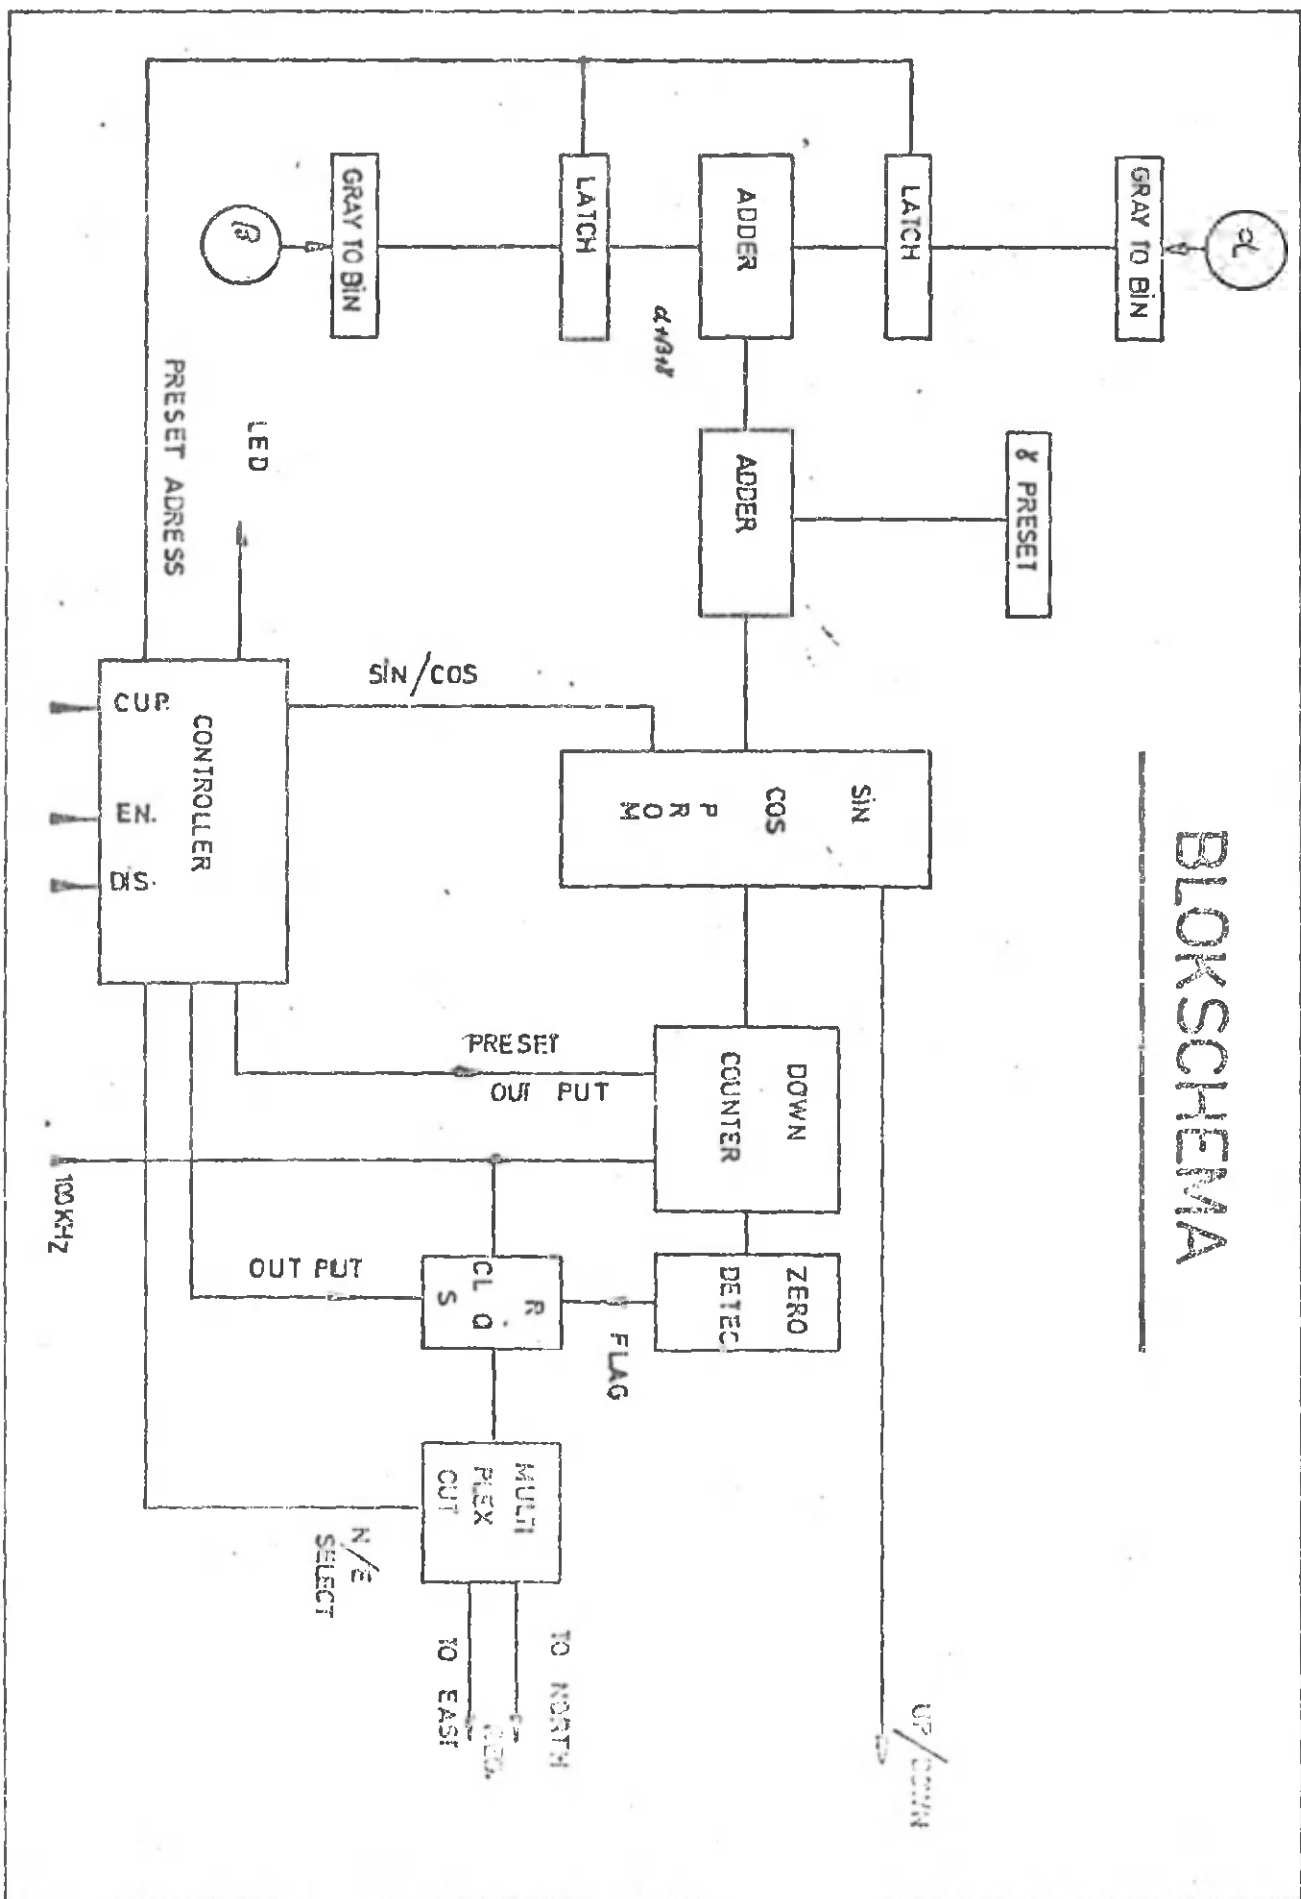 BLOKSCHEMA
α
GRAY TO BIN
LATCH
ADDER
LATCH
GRAY TO BIN
β
α+β+γ
γ PRESET
ADDER
SIN
COS
PROM
SIN/COS
UP/DOWN
LED
PRESET ADRESS
CONTROLLER
CUP.
EN.
DIS.
DOWN
COUNTER
PRESET
OUT PUT
100KHZ
ZERO
DETEC
FLAG
R
CL Q
S
OUT PUT
MULTI
PLEX
OUT
N/E
SELECT
TO NORTH
TO EAST